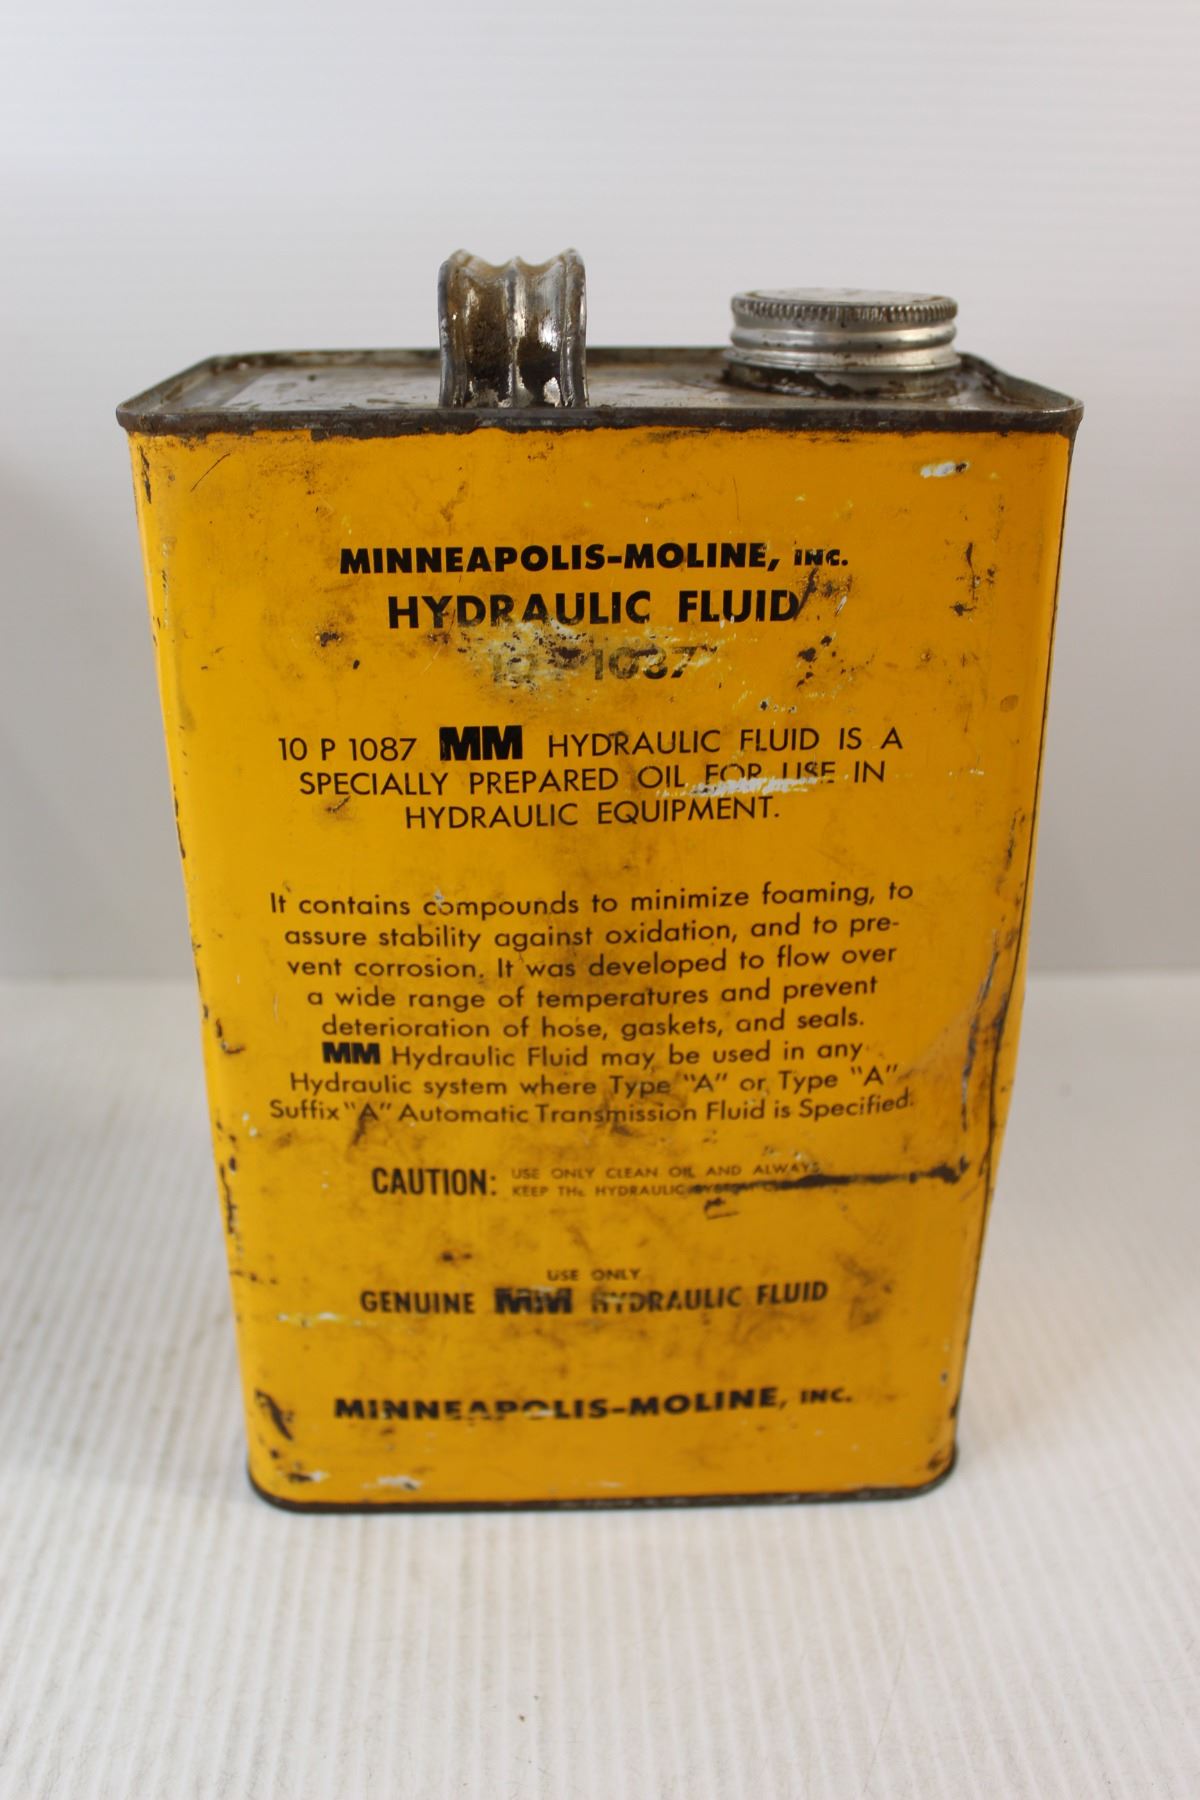 MINNEAPOLIS-MOLINE, INC.
HYDRAULIC FLUID
10 P 1087
10 P 1087 MM HYDRAULIC FLUID IS A
SPECIALLY PREPARED OIL FOR USE IN
HYDRAULIC EQUIPMENT.
It contains compounds to minimize foaming, to
assure stability against oxidation, and to pre-
vent corrosion. It was developed to flow over
a wide range of temperatures and prevent
deterioration of hose, gaskets, and seals.
MM Hydraulic Fluid may be used in any
Hydraulic system where Type "A" or Type "A"
Suffix "A" Automatic Transmission Fluid is Specified.
CAUTION: USE ONLY CLEAN OIL AND ALWAYS
KEEP THE HYDRAULIC SYSTEM
USE ONLY
GENUINE MM HYDRAULIC FLUID
MINNEAPOLIS-MOLINE, INC.